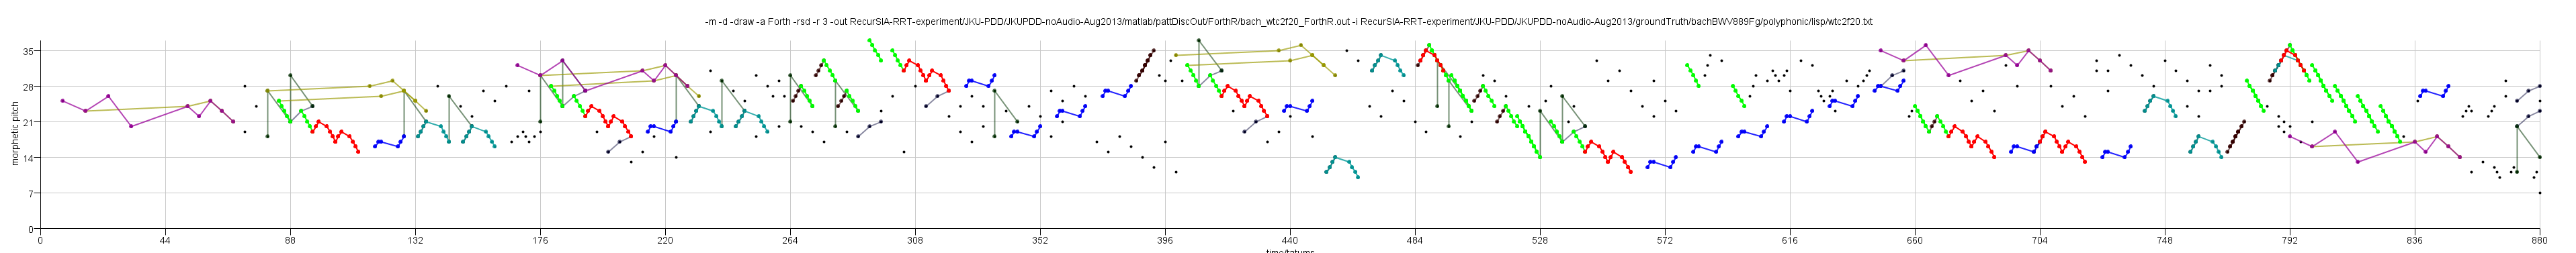 -m -d -draw -a Forth -rsd -r 3 -out RecurSIA-RRT-experiment/JKU-PDD/JKUPDD-noAudio-Aug2013/matlab/pattDiscOut/ForthR/bach_wtc2f20_ForthR.out -i RecurSIA-RRT-experiment/JKU-PDD/JKUPDD-noAudio-Aug2013/groundTruth/bachBWV889Fg/polyphonic/lisp/wtc2f20.txt
morphetic pitch
35
28
21
14
7
0
0 44 88 132 176 220 264 308 352 396 440 484 528 572 616 660 704 748 792 836 880
time/tatums